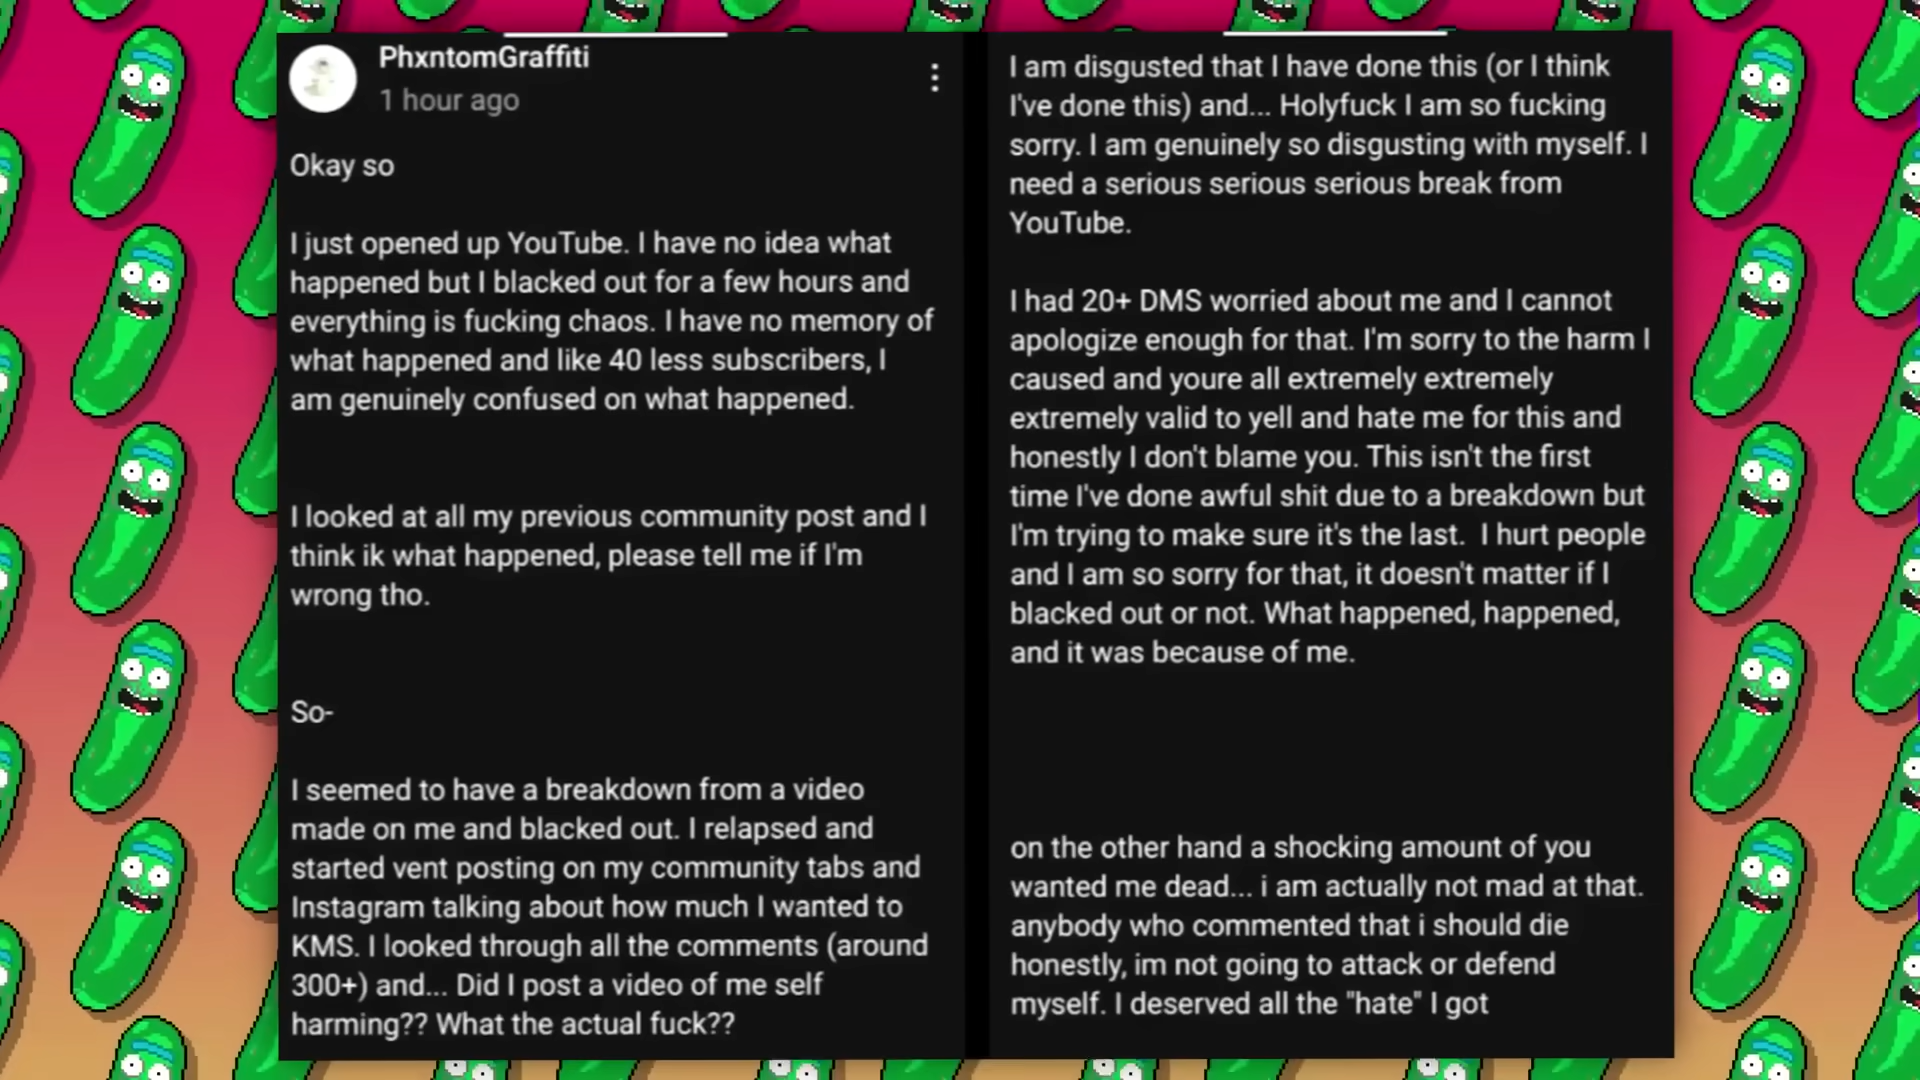 PhxntomGraffiti
1 hour ago
Okay so
I just opened up YouTube. I have no idea what
happened but I blacked out for a few hours and
everything is fucking chaos. I have no memory of
what happened and like 40 less subscribers, I
am genuinely confused on what happened.
I looked at all my previous community post and I
think ik what happened, please tell me if I'm
wrong tho.
So-
I seemed to have a breakdown from a video
made on me and blacked out. I relapsed and
started vent posting on my community tabs and
Instagram talking about how much I wanted to
KMS. I looked through all the comments (around
300+) and... Did I post a video of me self
harming?? What the actual fuck??
I am disgusted that I have done this (or I think
I've done this) and... Holyfuck I am so fucking
sorry. I am genuinely so disgusting with myself. I
need a serious serious serious break from
YouTube.
I had 20+ DMS worried about me and I cannot
apologize enough for that. I'm sorry to the harm I
caused and youre all extremely extremely
extremely valid to yell and hate me for this and
honestly I don't blame you. This isn't the first
time I've done awful shit due to a breakdown but
I'm trying to make sure it's the last. I hurt people
and I am so sorry for that, it doesn't matter if I
blacked out or not. What happened, happened,
and it was because of me.
on the other hand a shocking amount of you
wanted me dead... i am actually not mad at that.
anybody who commented that i should die
honestly, im not going to attack or defend
myself. I deserved all the "hate" I got